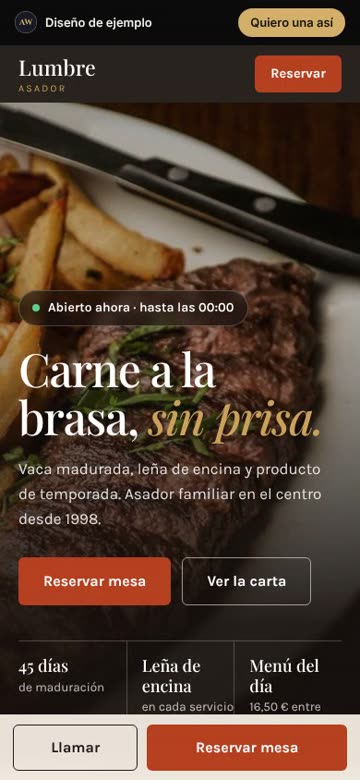 AW
Diseño de ejemplo
Quiero una así
Lumbre
ASADOR
Reservar
Abierto ahora · hasta las 00:00
Carne a la
brasa, sin prisa.
Vaca madurada, leña de encina y producto
de temporada. Asador familiar en el centro
desde 1998.
Reservar mesa
Ver la carta
45 días
de maduración
Leña de
encina
en cada servicio
Menú del
día
16,50 € entre
Llamar
Reservar mesa